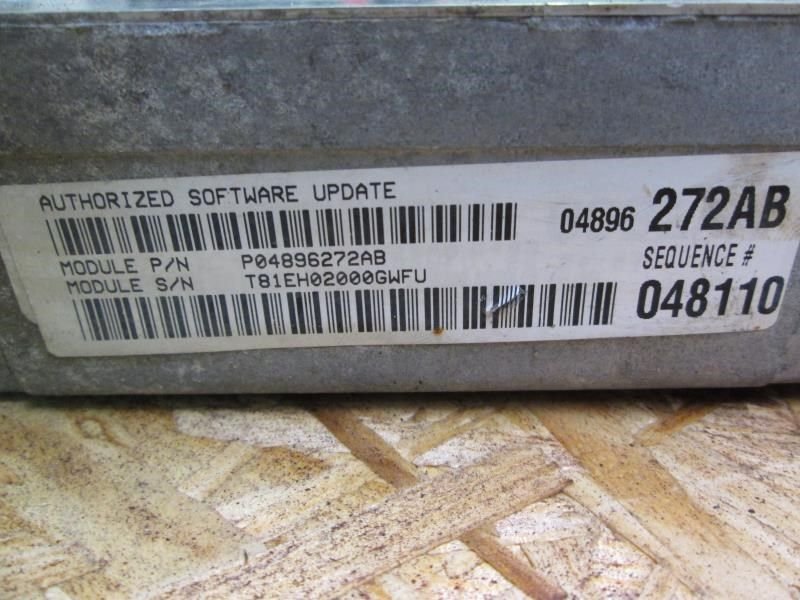 AUTHORIZED SOFTWARE UPDATE
04896 272AB
MODULE P/N P04896272AB
SEQUENCE #
MODULE S/N T81EH02000GWFU
048110